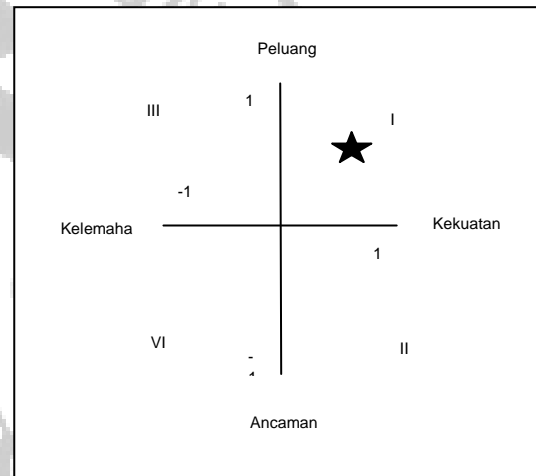 Peluang
1
III
I
-1
Kelemaha
Kekuatan
1
VI
II
-
Ancaman